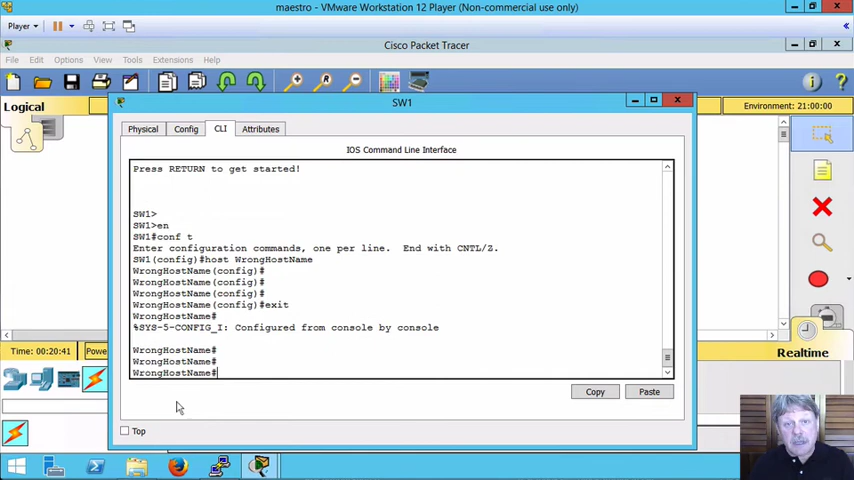 maestro - VMware Workstation 12 Player (Non-commercial use only)
Player
Cisco Packet Tracer
File Edit Options View Tools Extensions Help
Logical
Environment: 21:00:00
SW1
Physical Config CLI Attributes
IOS Command Line Interface
Press RETURN to get started!
SW1>
SW1>en
SW1#conf t
Enter configuration commands, one per line.  End with CNTL/Z.
SW1(config)#host WrongHostName
WrongHostName(config)#
WrongHostName(config)#
WrongHostName(config)#
WrongHostName(config)#exit
WrongHostName#
%SYS-5-CONFIG_I: Configured from console by console
WrongHostName#
WrongHostName#
WrongHostName#
Copy Paste
Top
Time: 00:20:41 Powe
Realtime